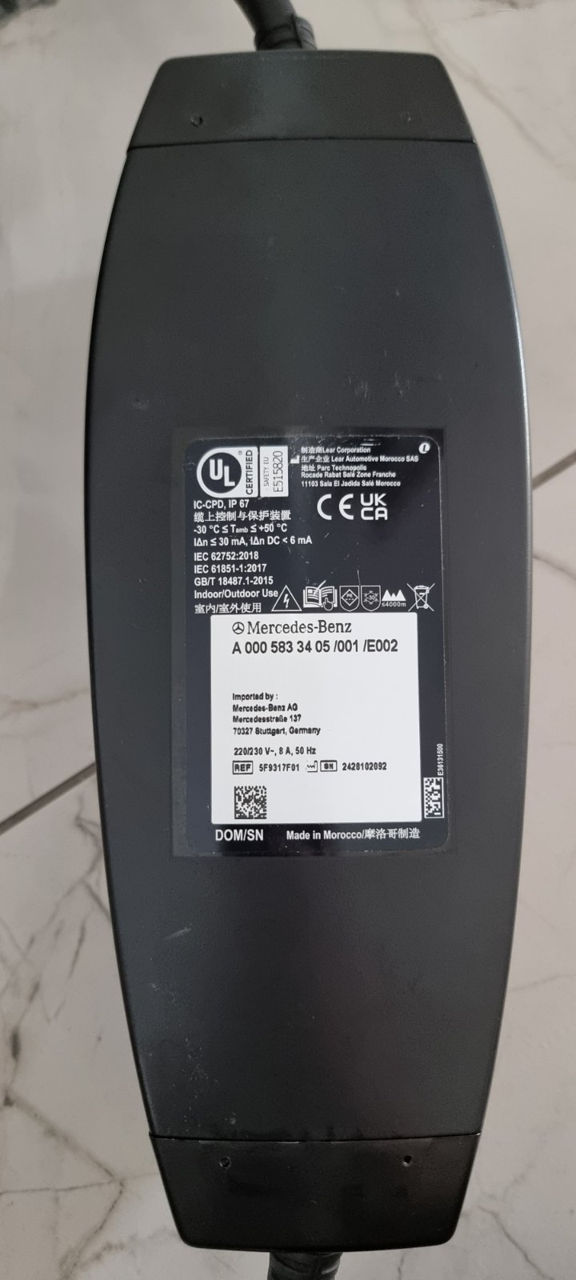 UL
CERTIFIED
SAFETY EU
E515820
制造商Lear Corporation
生产企业 Lear Automotive Morocco SAS
地址 Parc Technopolis
Rocade Rabat Salé Zone Franche
11103 Sala El Jadida Salé Morocco
CE UK
CA
IC-CPD, IP 67
缆上控制与保护装置
-30 °C ≤ Tamb ≤ +50 °C
IΔn ≤ 30 mA, IΔn DC < 6 mA
IEC 62752:2018
IEC 61851-1:2017
GB/T 18487.1-2015
Indoor/Outdoor Use
室内/室外使用
≤4000m
Mercedes-Benz
A 000 583 34 05 /001 /E002
Imported by :
Mercedes-Benz AG
Mercedesstraße 137
70327 Stuttgart, Germany
220/230 V~, 8 A, 50 Hz
REF 5F9317F01 SN 2428102092
E36131500
DOM/SN Made in Morocco/摩洛哥制造